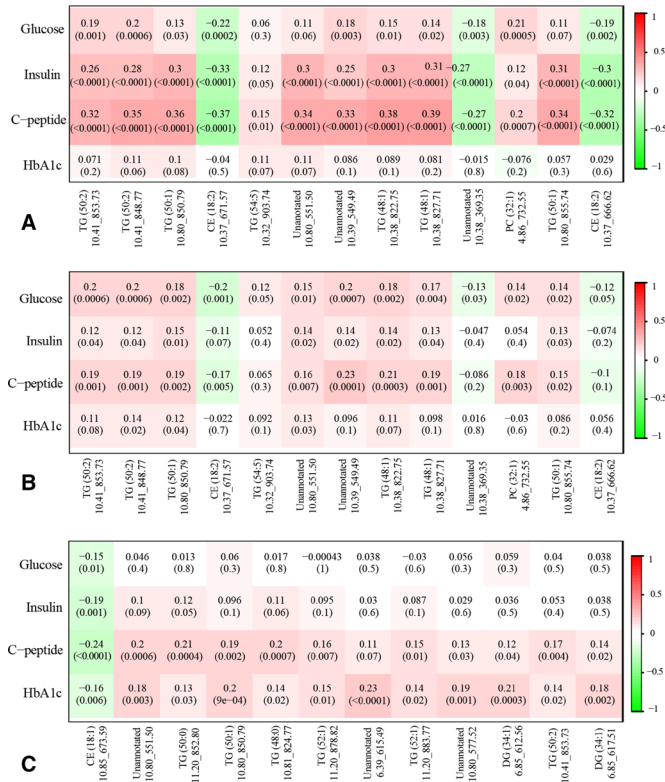 Glucose 0.19 0.2 0.13 −0.22 0.06 0.11 0.18 0.15 0.14 −0.18 0.21 0.11 −0.19
(0.001) (0.0006) (0.03) (0.0002) (0.3) (0.06) (0.003) (0.01) (0.02) (0.003) (0.0005) (0.07) (0.002)
Insulin 0.26 0.28 0.3 −0.33 0.12 0.3 0.25 0.3 0.31 −0.27 0.12 0.31 −0.3
(<0.0001) (<0.0001) (<0.0001) (<0.0001) (0.05) (<0.0001) (<0.0001) (<0.0001) (<0.0001) (<0.0001) (0.04) (<0.0001) (<0.0001)
C−peptide 0.32 0.35 0.36 −0.37 0.15 0.34 0.33 0.38 0.39 −0.27 0.2 0.34 −0.32
(<0.0001) (<0.0001) (<0.0001) (<0.0001) (0.01) (<0.0001) (<0.0001) (<0.0001) (<0.0001) (<0.0001) (0.0007) (<0.0001) (<0.0001)
HbA1c 0.071 0.11 0.1 −0.04 0.11 0.11 0.086 0.089 0.081 −0.015 −0.076 0.057 0.029
(0.2) (0.06) (0.08) (0.5) (0.07) (0.07) (0.1) (0.1) (0.2) (0.8) (0.2) (0.3) (0.6)
1
0.5
0
−0.5
−1
A
TG (50:2)
10.41_853.73
TG (50:2)
10.41_848.77
TG (50:1)
10.80_850.79
CE (18:2)
10.37_671.57
TG (54:5)
10.32_903.74
Unannotated
10.80_551.50
Unannotated
10.39_549.49
TG (48:1)
10.38_822.75
TG (48:1)
10.38_827.71
Unannotated
10.38_369.35
PC (32:1)
4.86_732.55
TG (50:1)
10.80_855.74
CE (18:2)
10.37_666.62
Glucose 0.2 0.2 0.18 −0.2 0.12 0.15 0.2 0.18 0.17 −0.13 0.14 0.14 −0.12
(0.0006) (0.0006) (0.002) (0.001) (0.05) (0.01) (0.0007) (0.002) (0.004) (0.03) (0.02) (0.02) (0.05)
Insulin 0.12 0.12 0.15 −0.11 0.052 0.14 0.14 0.14 0.13 −0.047 0.054 0.13 −0.074
(0.04) (0.04) (0.01) (0.07) (0.4) (0.02) (0.02) (0.02) (0.04) (0.4) (0.4) (0.03) (0.2)
C−peptide 0.19 0.19 0.19 −0.17 0.065 0.16 0.23 0.21 0.19 −0.086 0.18 0.15 −0.1
(0.001) (0.001) (0.002) (0.005) (0.3) (0.007) (0.0001) (0.0003) (0.001) (0.2) (0.003) (0.02) (0.1)
HbA1c 0.11 0.14 0.12 −0.022 0.092 0.13 0.096 0.11 0.098 0.016 −0.03 0.086 0.056
(0.08) (0.02) (0.04) (0.7) (0.1) (0.03) (0.1) (0.07) (0.1) (0.8) (0.6) (0.2) (0.4)
1
0.5
0
−0.5
−1
B
TG (50:2)
10.41_853.73
TG (50:2)
10.41_848.77
TG (50:1)
10.80_850.79
CE (18:2)
10.37_671.57
TG (54:5)
10.32_903.74
Unannotated
10.80_551.50
Unannotated
10.39_549.49
TG (48:1)
10.38_822.75
TG (48:1)
10.38_827.71
Unannotated
10.38_369.35
PC (32:1)
4.86_732.55
TG (50:1)
10.80_855.74
CE (18:2)
10.37_666.62
Glucose −0.15 0.046 0.013 0.06 0.017 −0.00043 0.038 −0.03 0.056 0.059 0.04 0.038
(0.01) (0.4) (0.8) (0.3) (0.8) (1) (0.5) (0.6) (0.3) (0.3) (0.5) (0.5)
Insulin −0.19 0.1 0.12 0.096 0.11 0.095 0.03 0.087 0.029 0.036 0.053 0.038
(0.001) (0.09) (0.05) (0.1) (0.06) (0.1) (0.6) (0.1) (0.6) (0.5) (0.4) (0.5)
C−peptide −0.24 0.2 0.21 0.19 0.2 0.16 0.11 0.15 0.13 0.12 0.17 0.14
(<0.0001) (0.0006) (0.0004) (0.002) (0.0007) (0.007) (0.07) (0.01) (0.03) (0.04) (0.004) (0.02)
HbA1c −0.16 0.18 0.13 0.2 0.14 0.15 0.23 0.14 0.19 0.21 0.14 0.18
(0.006) (0.003) (0.03) (9e−04) (0.02) (0.01) (<0.0001) (0.02) (0.001) (0.0003) (0.02) (0.002)
1
0.5
0
−0.5
−1
C
CE (18:1)
10.85_673.59
Unannotated
10.80_551.50
TG (50:0)
11.20_852.80
TG (50:1)
10.80_850.79
TG (48:0)
10.81_824.77
TG (52:1)
11.20_878.82
Unannotated
6.39_615.49
TG (52:1)
11.20_883.77
Unannotated
10.80_577.52
DG (34:1)
6.85_612.56
TG (50:2)
10.41_853.73
DG (34:1)
6.85_617.51